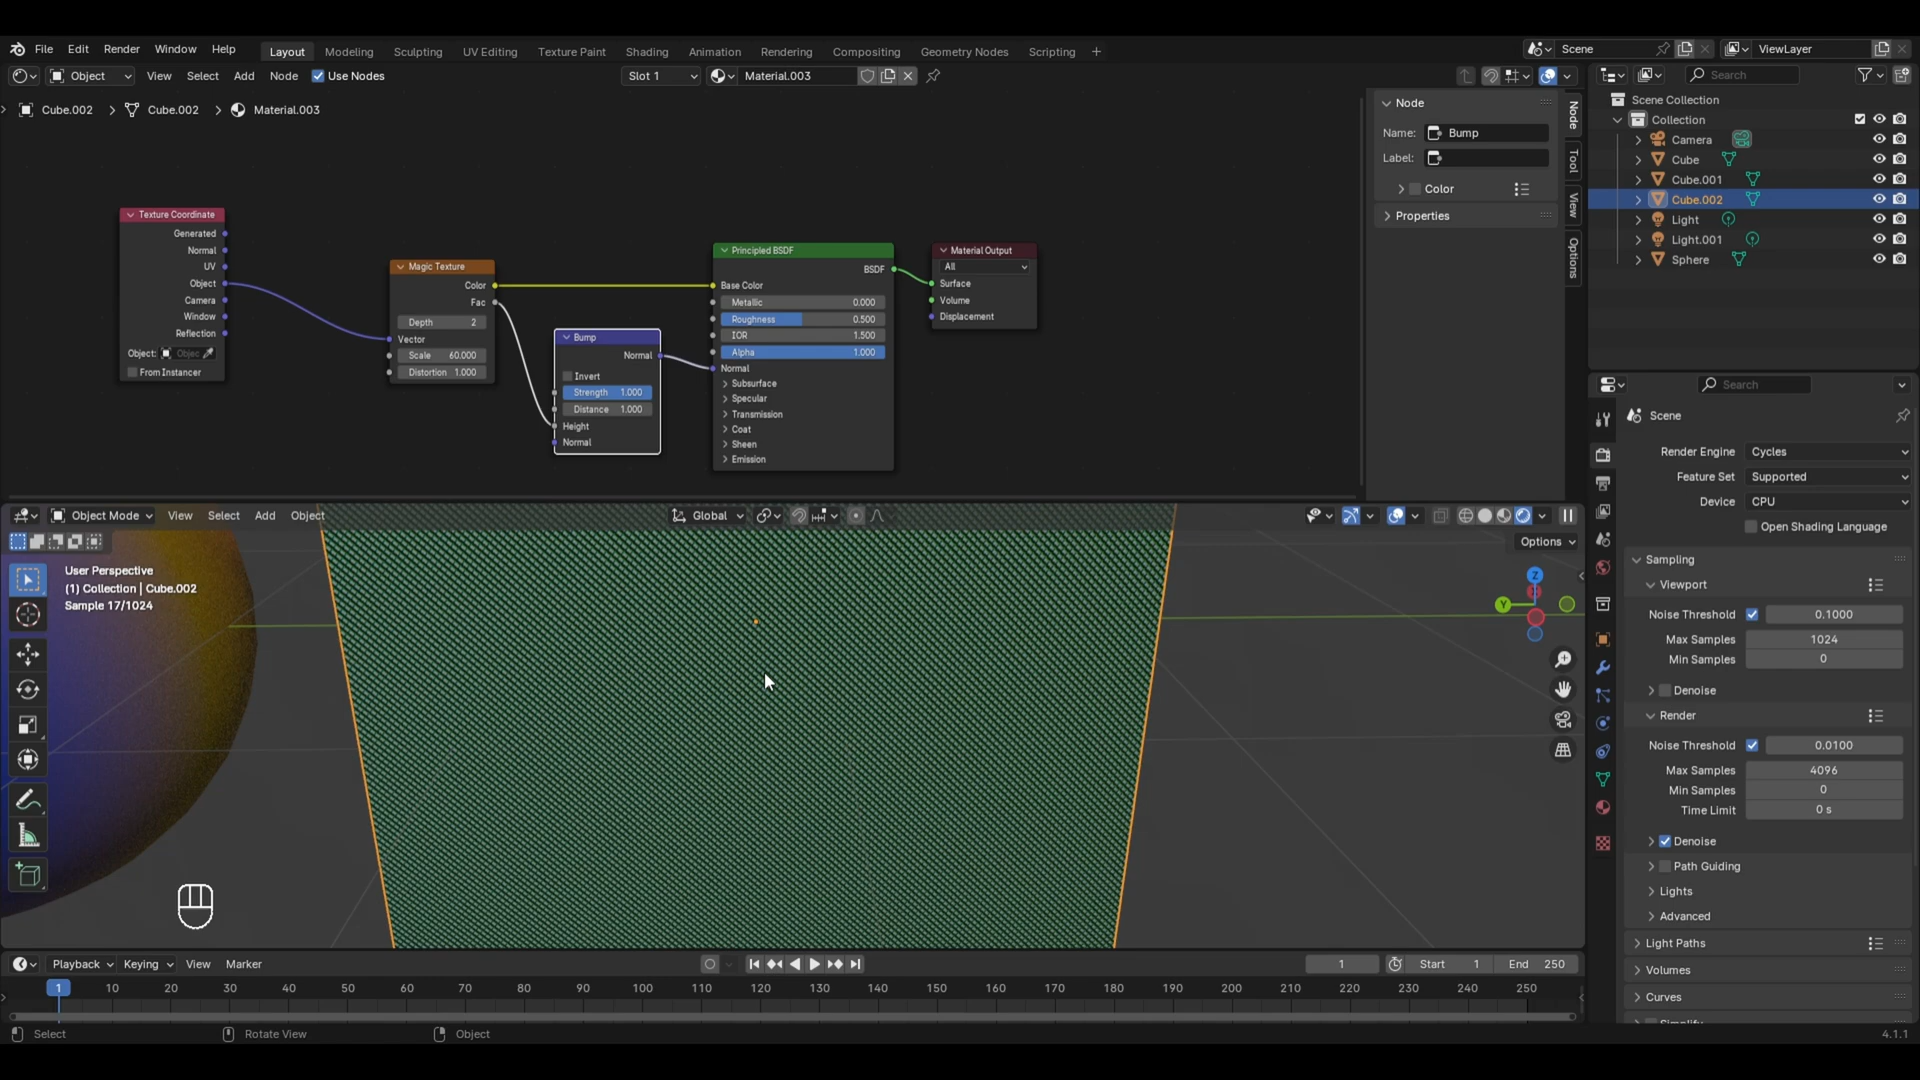 File Edit Render Window Help Layout Modeling Sculpting UV Editing Texture Paint Shading Animation Rendering Compositing Geometry Nodes Scripting + Scene ViewLayer
Object View Select Add Node Use Nodes Slot 1 Material.003 Search
Cube.002 > Cube.002 > Material.003
Node
Name: Bump
Label:
Color
Properties
Node
Tool
View
Options
Scene Collection
Collection
Camera
Cube
Cube.001
Cube.002
Light
Light.001
Sphere
Texture Coordinate
Generated
Normal
UV
Object
Camera
Window
Reflection
Object: Objec
From Instancer
Magic Texture
Color
Fac
Depth 2
Vector
Scale 60.000
Distortion 1.000
Bump
Normal
Invert
Strength 1.000
Distance 1.000
Height
Normal
Principled BSDF
BSDF
Base Color
Metallic 0.000
Roughness 0.500
IOR 1.500
Alpha 1.000
Normal
Subsurface
Specular
Transmission
Coat
Sheen
Emission
Material Output
All
Surface
Volume
Displacement
Search
Scene
Render Engine Cycles
Feature Set Supported
Device CPU
Open Shading Language
Sampling
Viewport
Noise Threshold 0.1000
Max Samples 1024
Min Samples 0
Denoise
Render
Noise Threshold 0.0100
Max Samples 4096
Min Samples 0
Time Limit 0 s
Denoise
Path Guiding
Lights
Advanced
Light Paths
Volumes
Curves
Object Mode View Select Add Object Global
Options
User Perspective
(1) Collection | Cube.002
Sample 17/1024
Z
Y
Playback Keying View Marker 1 Start 1 End 250
1 10 20 30 40 50 60 70 80 90 100 110 120 130 140 150 160 170 180 190 200 210 220 230 240 250
Select Rotate View Object 4.1.1